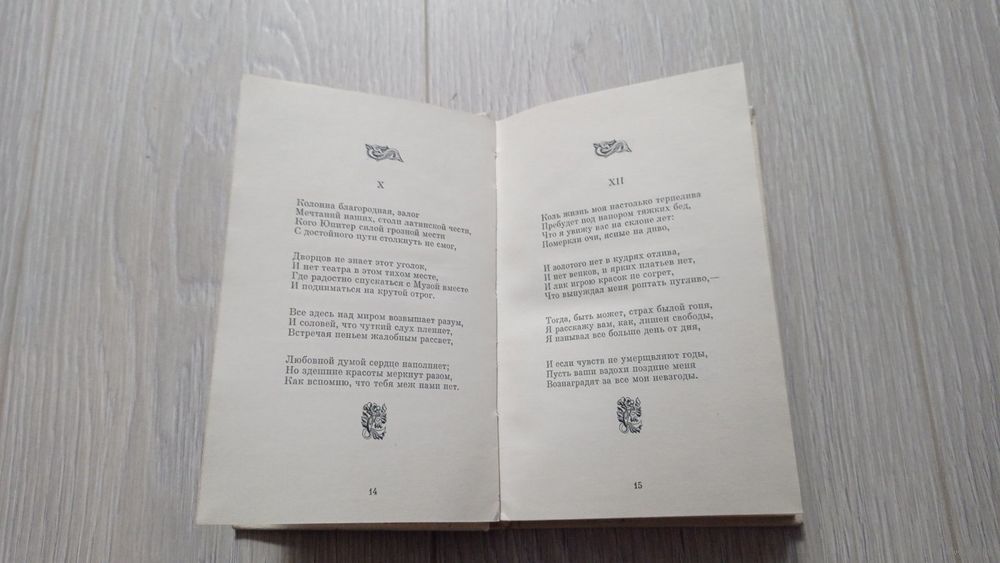 X
Колонна благородная, залог
Мечтаний наших, столп латинской чести,
Кого Юпитер силой грозной мести
С достойного пути столкнуть не смог,
Дворцов не знает этот уголок,
И нет театра в этом тихом месте,
Где радостно спускаться с Музой вместе
И подниматься на крутой отрог.
Все здесь над миром возвышает разум,
И соловей, что чуткий слух пленяет,
Встречая пеньем жалобным рассвет,
Любовной думой сердце наполняет;
Но здешние красоты меркнут разом,
Как вспомню, что тебя меж нами нет.
14
XII
Коль жизнь моя настолько терпелива
Пребудет под напором тяжких бед,
Что я увижу вас на склоне лет:
Померкли очи, ясные на диво,
И золотого нет в кудрях отлива,
И нет венков, и ярких платьев нет,
И лик игрою красок не согрет,
Что вынуждал меня роптать пугливо,—
Тогда, быть может, страх былой гоня,
Я расскажу вам, как, лишен свободы,
Я изнывал все больше день от дня,
И если чувств не умерщвляют годы,
Пусть ваши вздохи поздние меня
Вознаградят за все мои невзгоды.
15